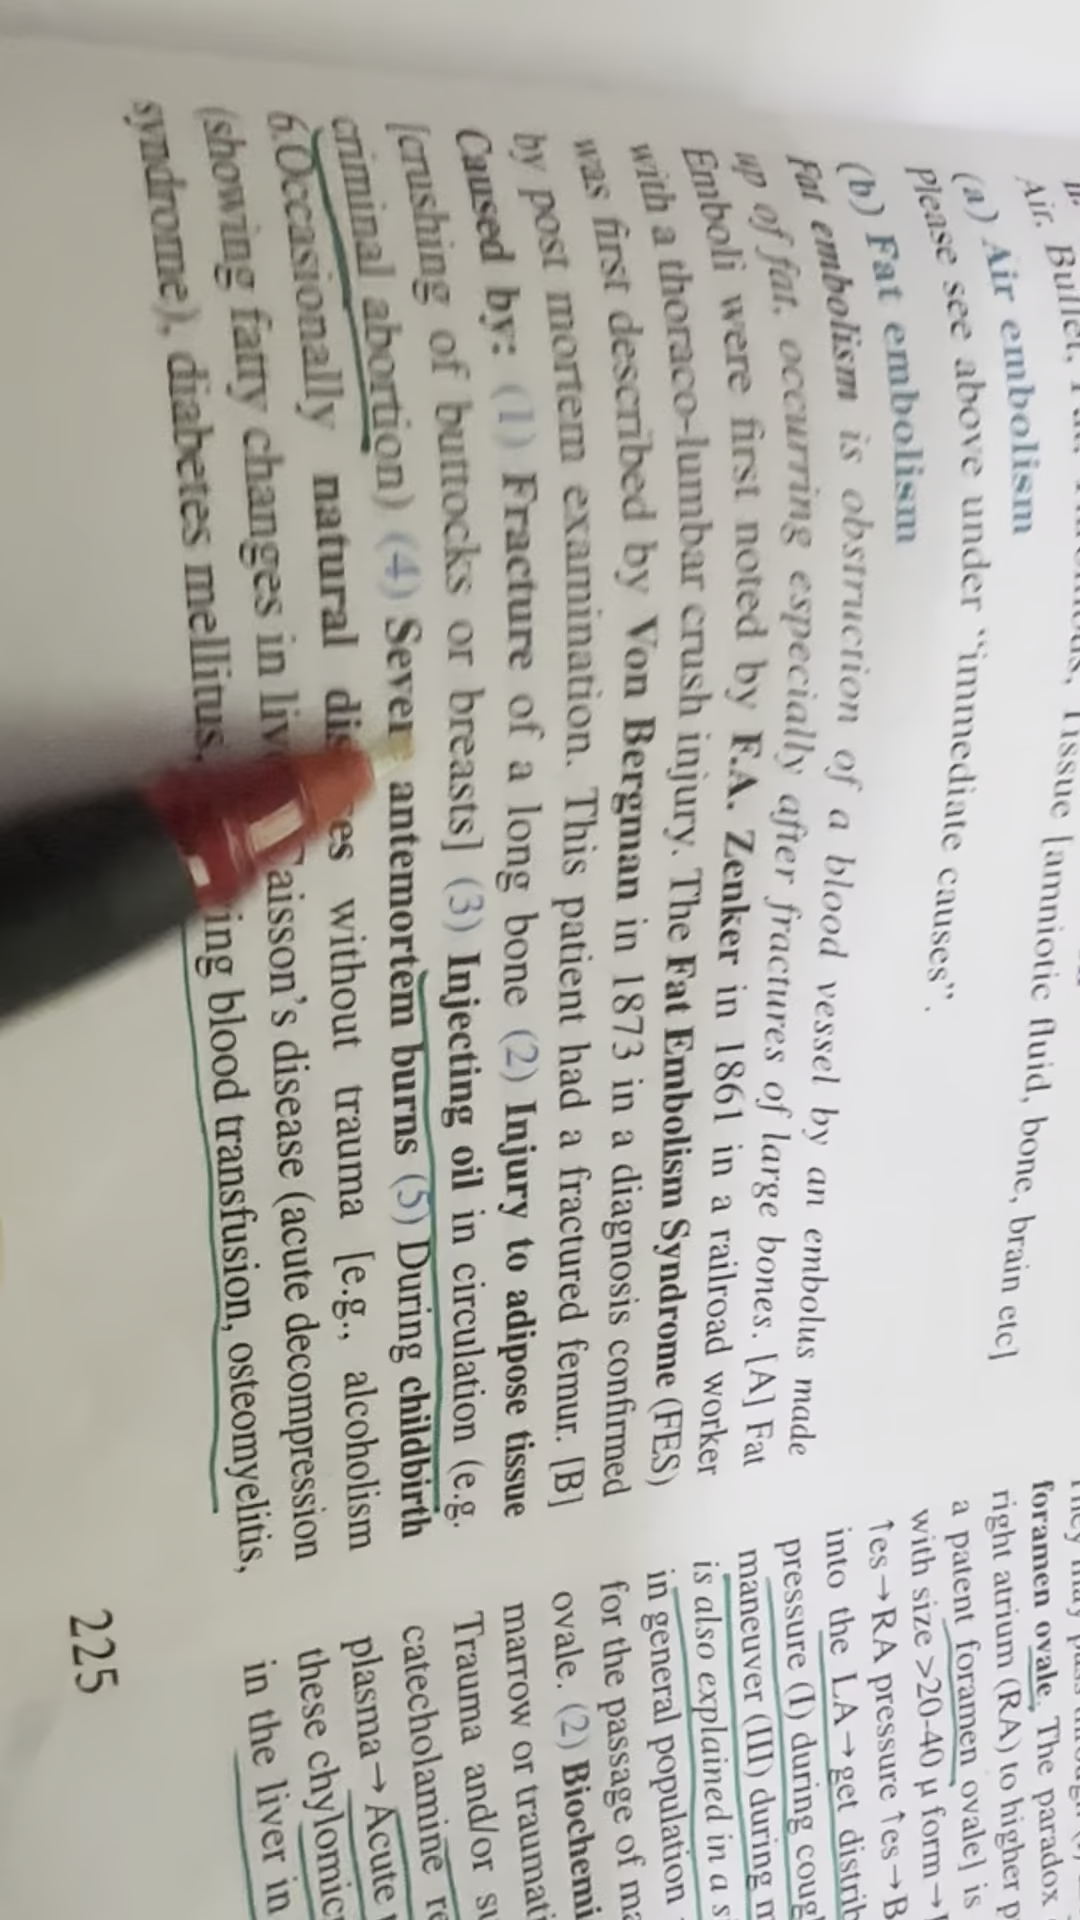 Air. Bullet,
Tissue [amniotic fluid, bone, brain etc]
(a) Air embolism
Please see above under “immediate causes”.
(b) Fat embolism
Fat embolism is obstruction of a blood vessel by an embolus made
up of fat, occurring especially after fractures of large bones. [A] Fat
Emboli were first noted by F.A. Zenker in 1861 in a railroad worker
with a thoraco-lumbar crush injury. The Fat Embolism Syndrome (FES)
was first described by Von Bergman in 1873 in a diagnosis confirmed
by post mortem examination. This patient had a fractured femur. [B]
Caused by: (1) Fracture of a long bone (2) Injury to adipose tissue
[crushing of buttocks or breasts] (3) Injecting oil in circulation (e.g.
criminal abortion) (4) Sever antemortem burns (5) During childbirth
6.Occasionally natural dis es without trauma [e.g., alcoholism
(showing fatty changes in liv aisson’s disease (acute decompression
syndrome), diabetes mellitus, ing blood transfusion, osteomyelitis,
225
foramen ovale. The paradox
right atrium (RA) to higher p
a patent foramen ovale] is
with size >20-40 μ form→
↑es→RA pressure ↑es→B
into the LA→get distrib
pressure (I) during coug
maneuver (III) during m
is also explained in a s
in general population
for the passage of ma
ovale. (2) Biochemi
marrow or traumati
Trauma and/or su
catecholamine re
plasma→Acute
these chylomicr
in the liver in